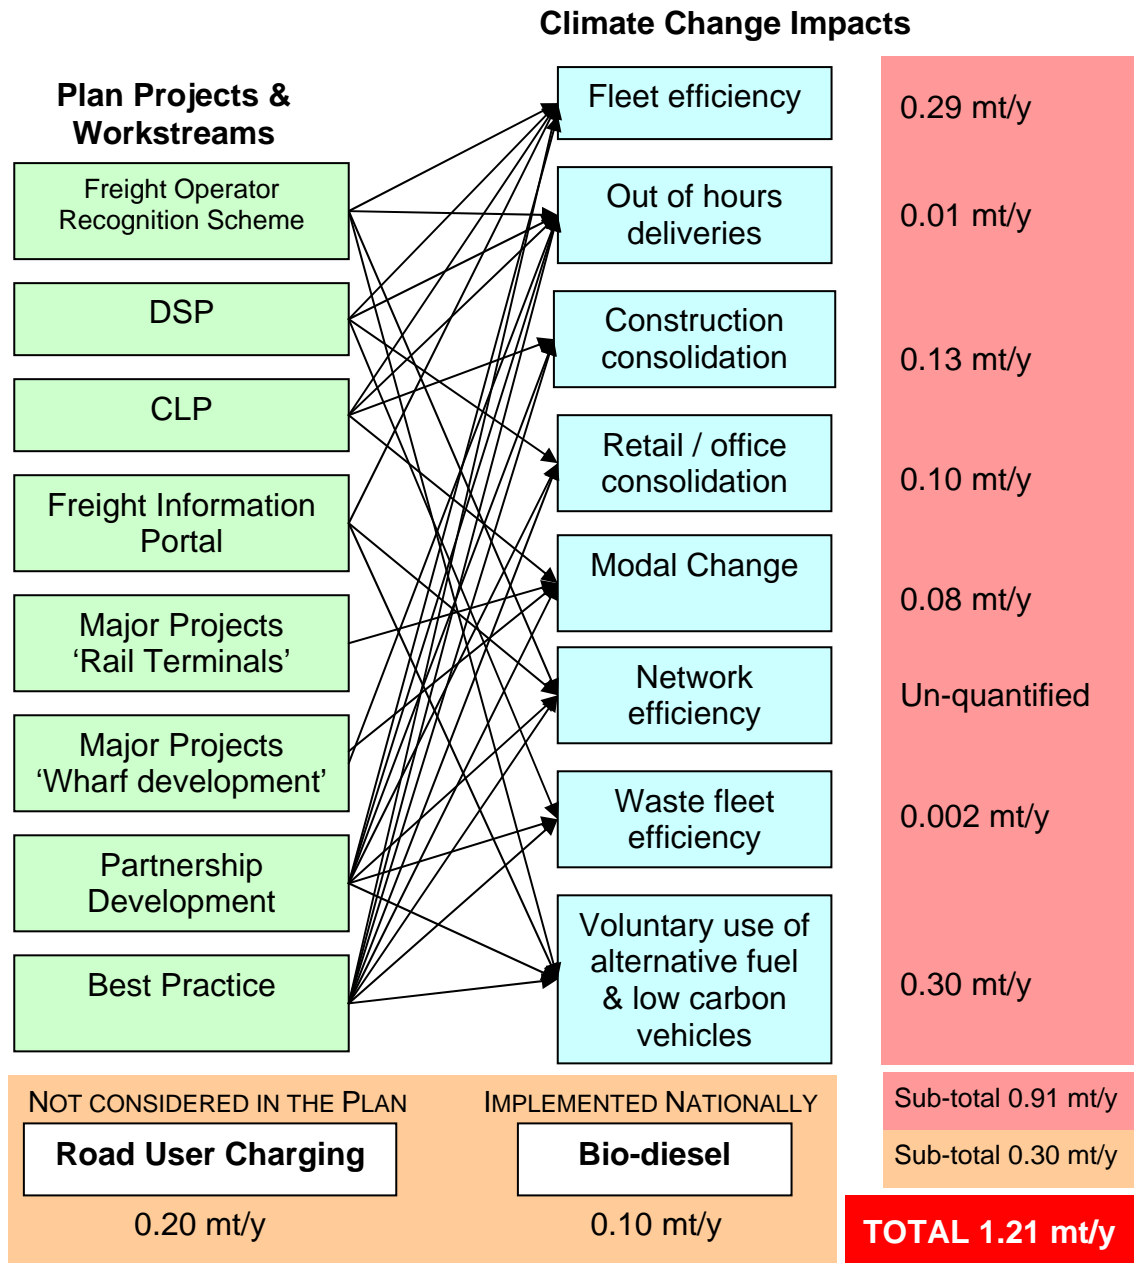 Climate Change Impacts
Plan Projects &
Workstreams
Freight Operator
Recognition Scheme
DSP
CLP
Freight Information
Portal
Major Projects
‘Rail Terminals’
Major Projects
‘Wharf development’
Partnership
Development
Best Practice
Fleet efficiency
0.29 mt/y
Out of hours
deliveries
0.01 mt/y
Construction
consolidation
0.13 mt/y
Retail / office
consolidation
0.10 mt/y
Modal Change
0.08 mt/y
Network
efficiency
Un-quantified
Waste fleet
efficiency
0.002 mt/y
Voluntary use of
alternative fuel
& low carbon
vehicles
0.30 mt/y
NOT CONSIDERED IN THE PLAN
Road User Charging
0.20 mt/y
IMPLEMENTED NATIONALLY
Bio-diesel
0.10 mt/y
Sub-total 0.91 mt/y
Sub-total 0.30 mt/y
TOTAL 1.21 mt/y